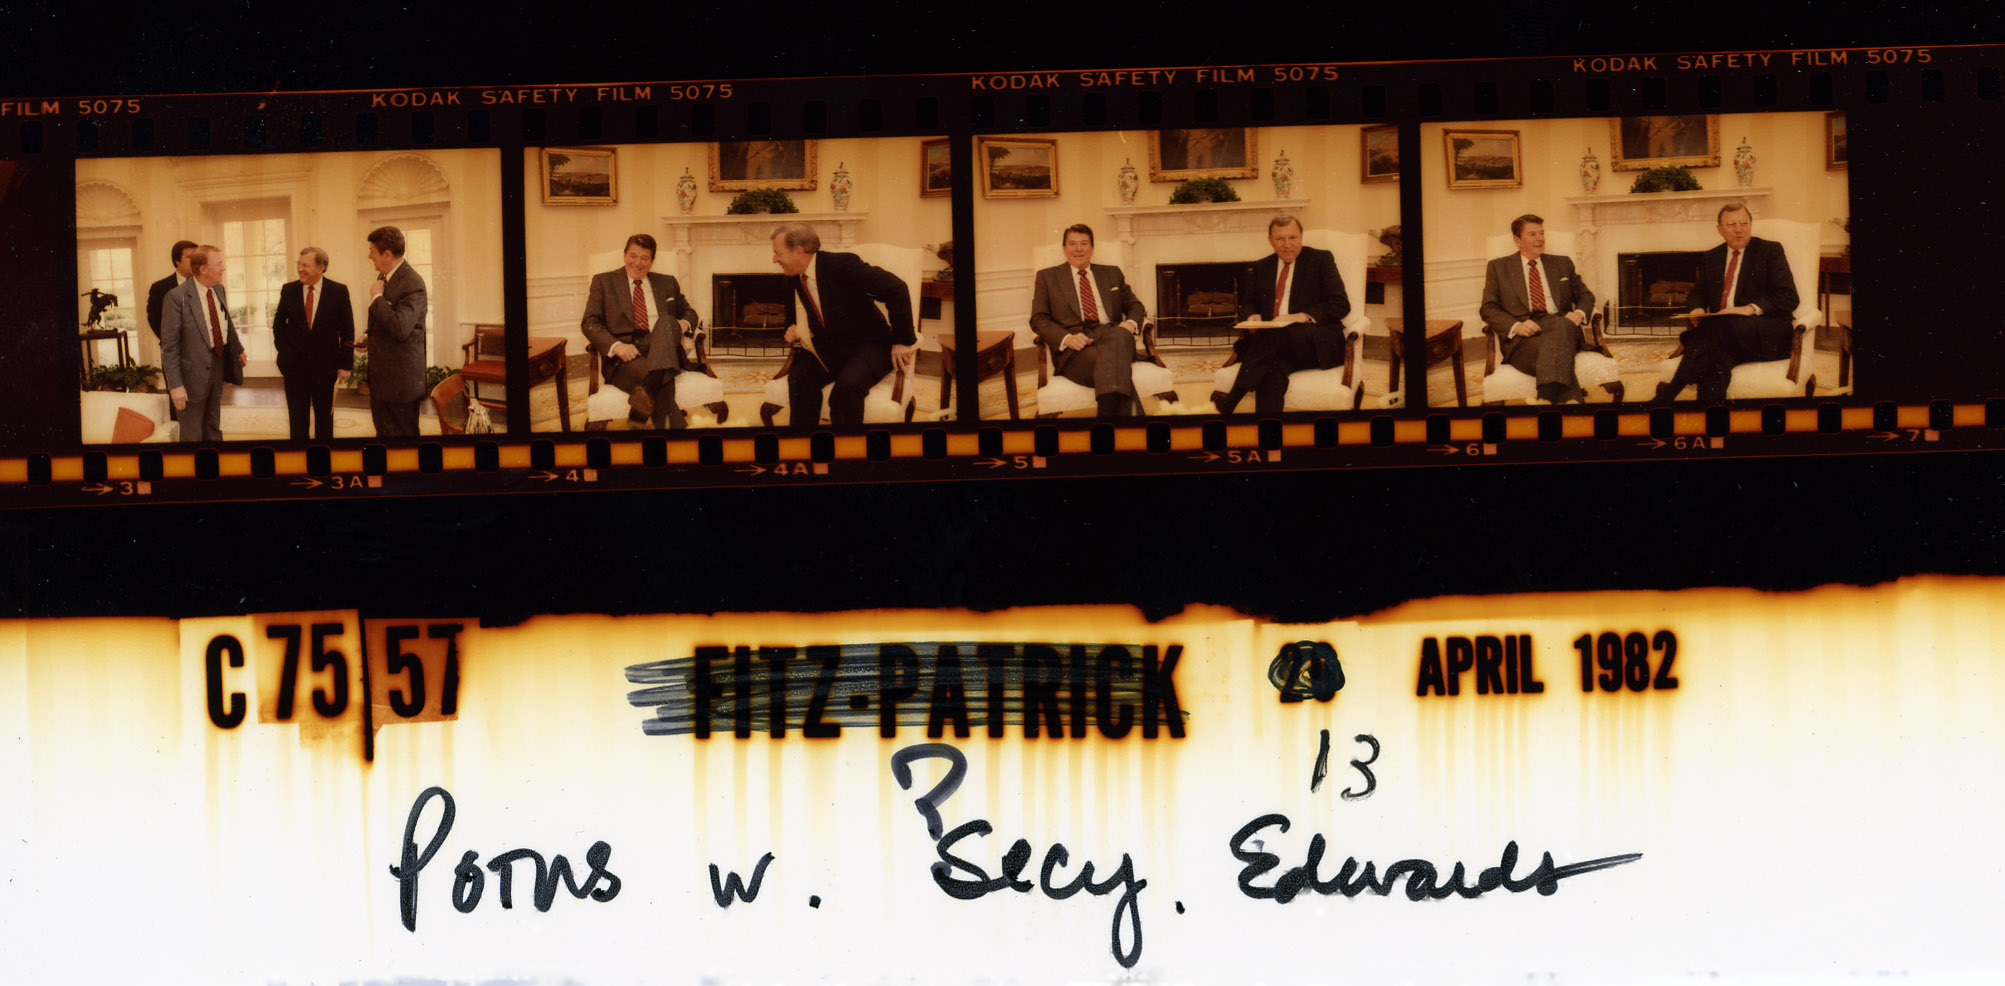 FILM 5075 KODAK SAFETY FILM 5075 KODAK SAFETY FILM 5075 KODAK SAFETY FILM 5075
→ 3 → 3A → 4 → 4A → 5 → 5A → 6 → 6A → 7
C 75 57 FITZ-PATRICK APRIL 1982
? 13
POTUS w. Secy. Edwards